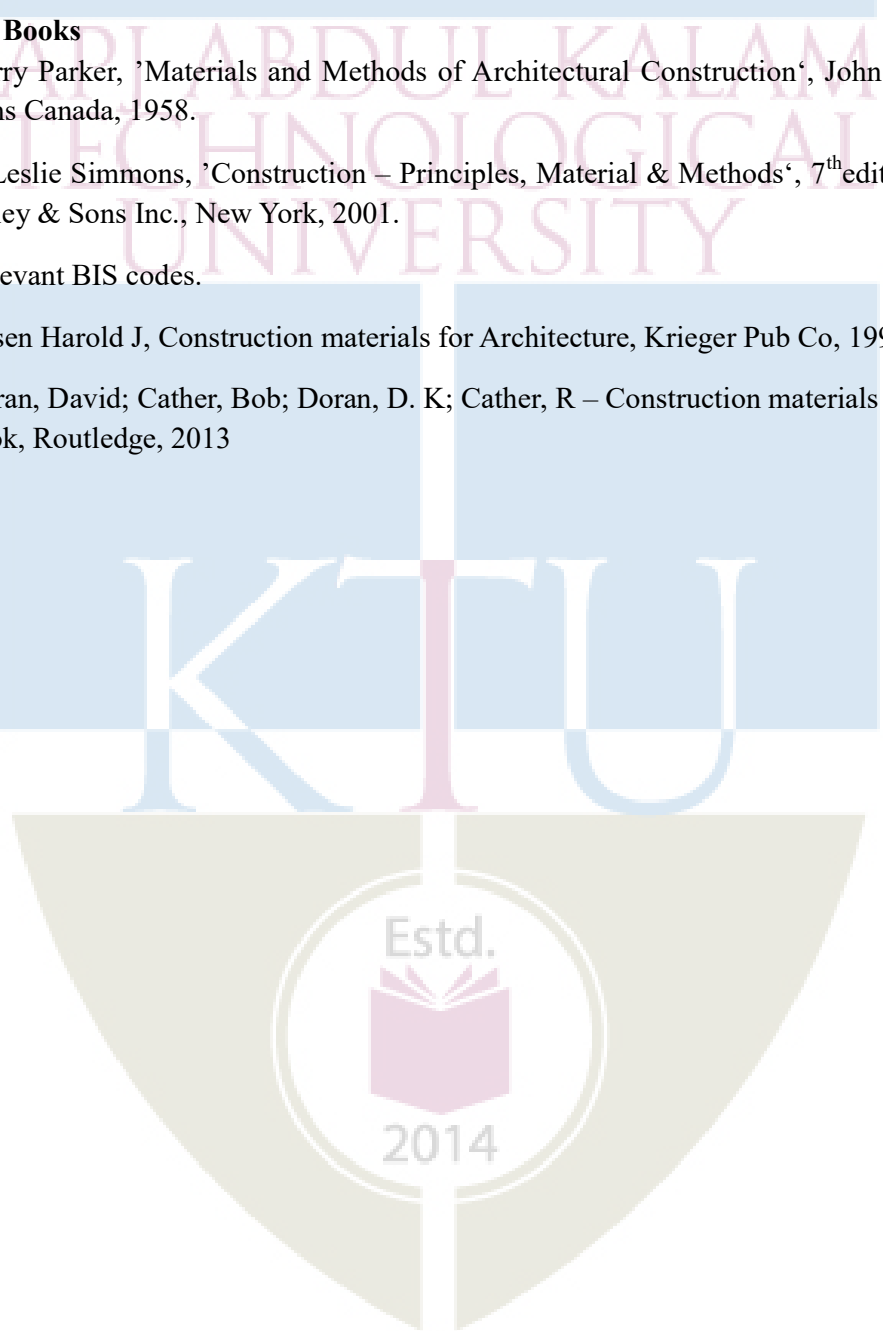 Books
APJ ABDUL KALAM
rry Parker, ’Materials and Methods of Architectural Construction‘, John
ns Canada, 1958.
TECHNOLOGICAL
Leslie Simmons, ’Construction – Principles, Material & Methods‘, 7thedit
ley & Sons Inc., New York, 2001.
UNIVERSITY
evant BIS codes.
sen Harold J, Construction materials for Architecture, Krieger Pub Co, 199
ran, David; Cather, Bob; Doran, D. K; Cather, R – Construction materials
ok, Routledge, 2013
KTU
Estd.
2014